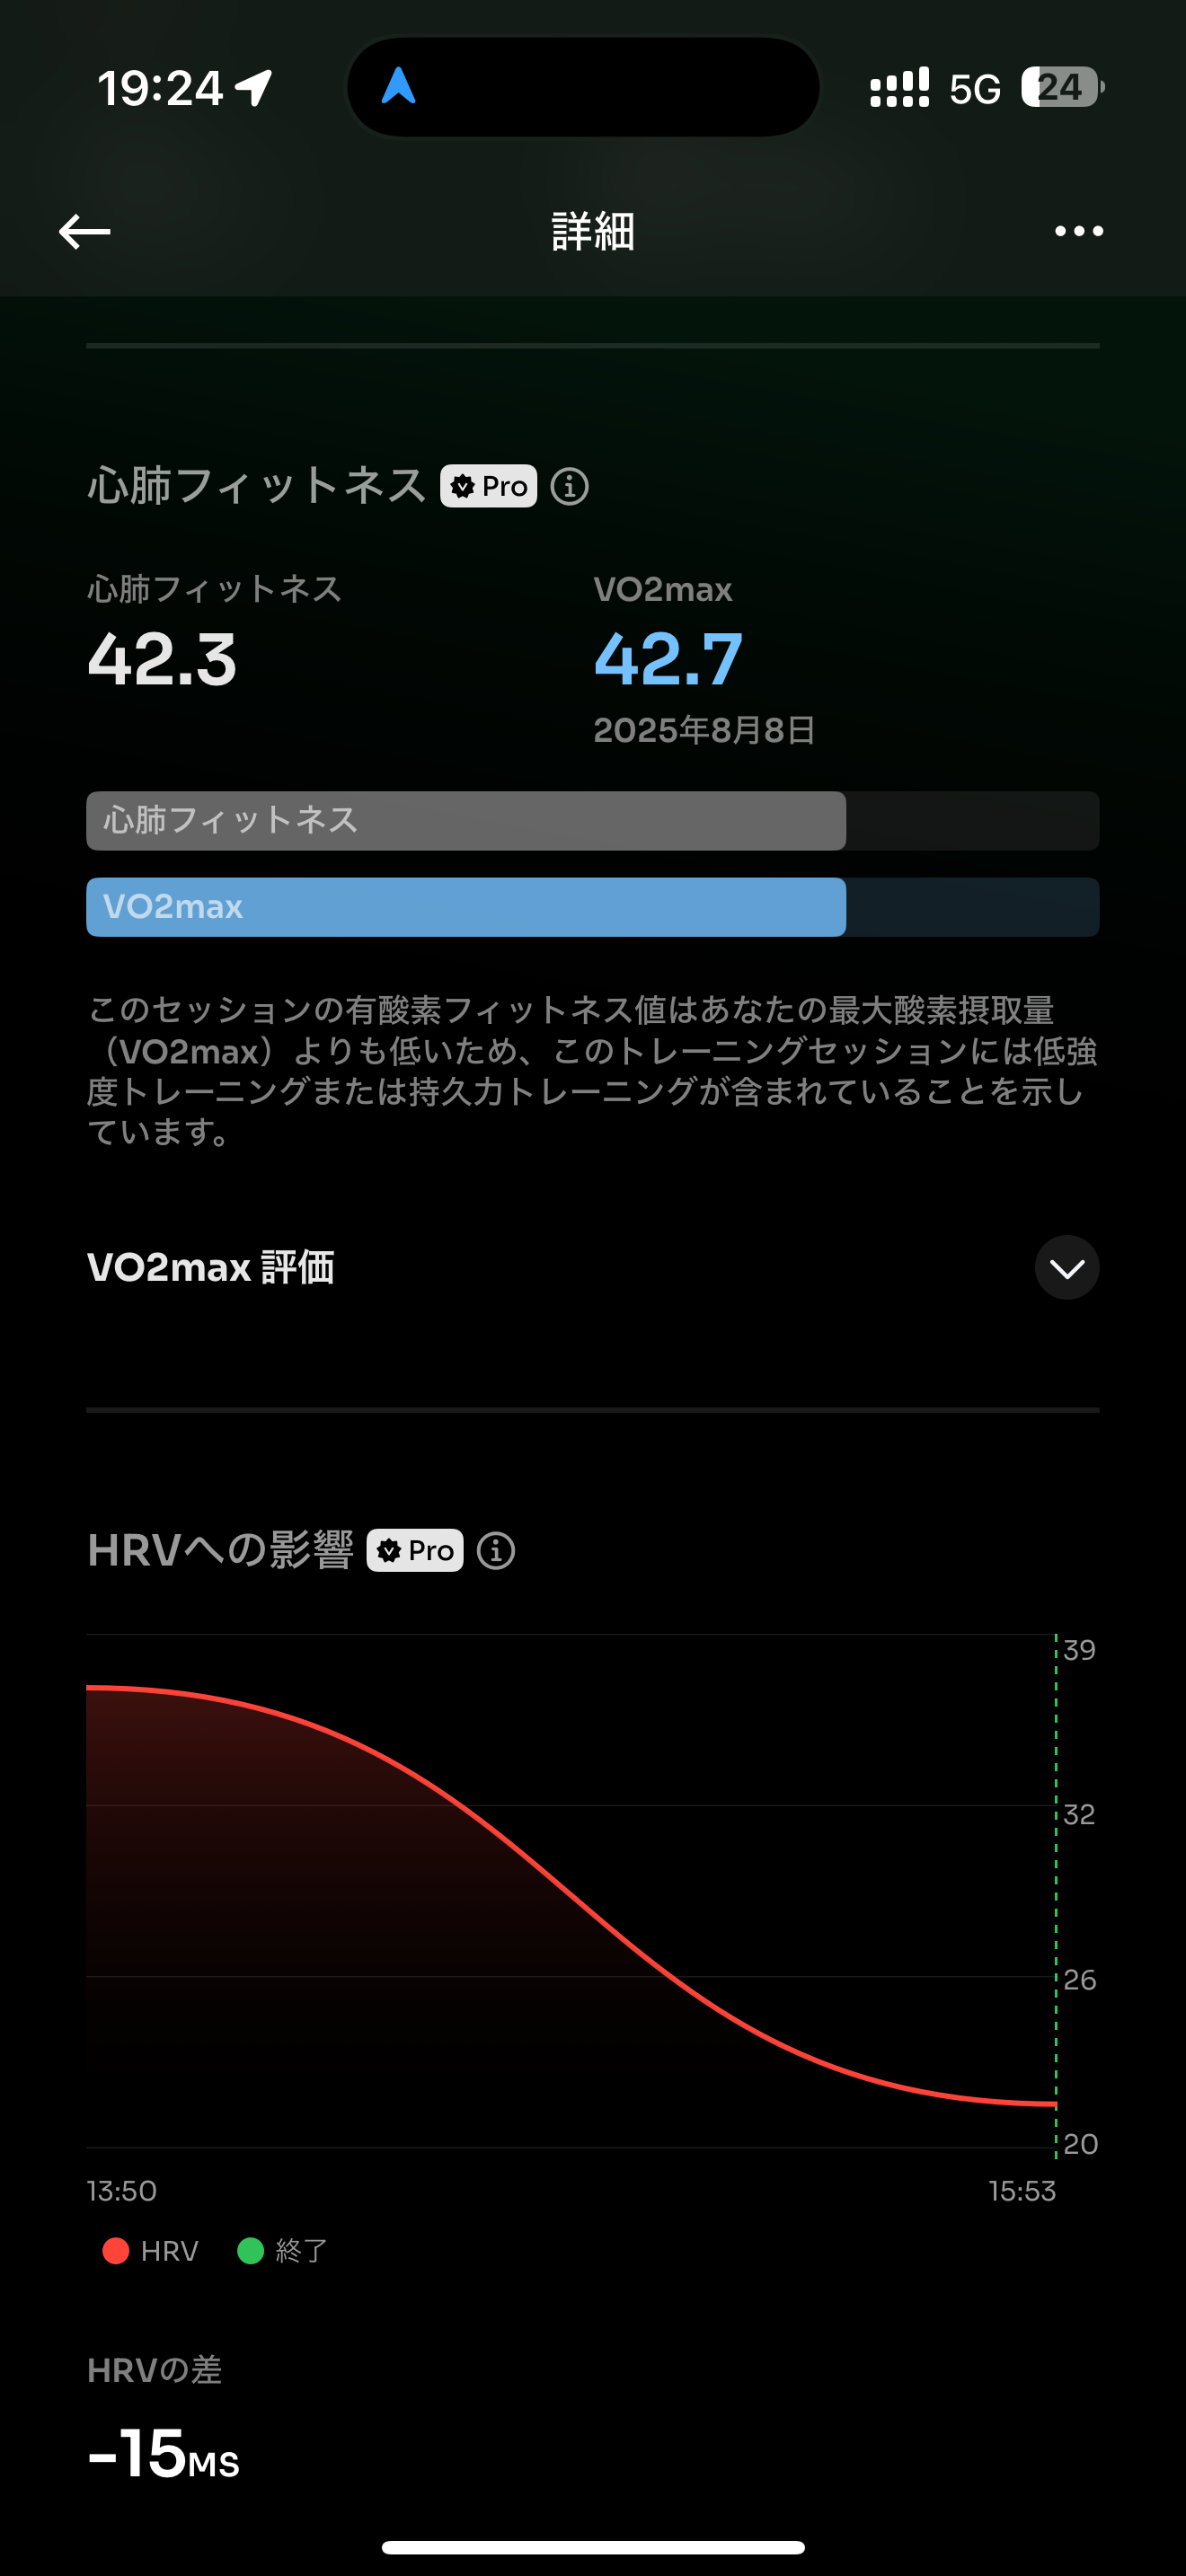 19:24
5G
24
詳細
心肺フィットネス Pro
心肺フィットネス
VO2max
42.3
42.7
2025年8月8日
心肺フィットネス
VO2max
このセッションの有酸素フィットネス値はあなたの最大酸素摂取量
（VO2max）よりも低いため、このトレーニングセッションには低強
度トレーニングまたは持久力トレーニングが含まれていることを示し
ています。
VO2max 評価
HRVへの影響 Pro
39
32
26
20
13:50
15:53
HRV
終了
HRVの差
-15MS